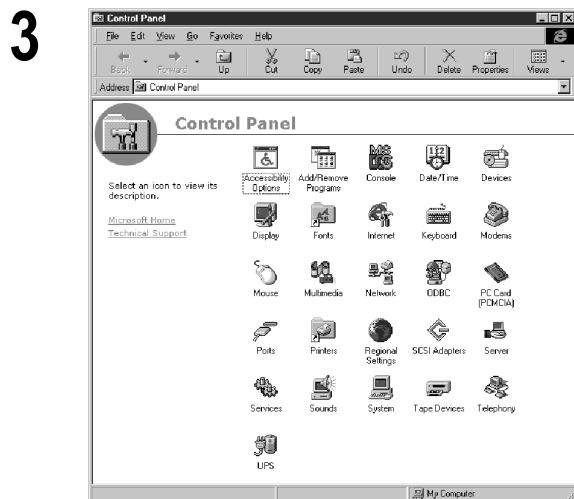 3
Control Panel
File Edit View Go Favorites Help
Back Forward Up Cut Copy Paste Undo Delete Properties Views
Address Control Panel
Control Panel
Select an icon to view its
description.
Microsoft Home
Technical Support
Accessibility Options
Add/Remove Programs
MS DOS
Console
Date/Time
Devices
Display
Fonts
Internet
Keyboard
Modems
Mouse
Multimedia
Network
ODBC
PC Card (PCMCIA)
Ports
Printers
Regional Settings
SCSI Adapters
Server
Services
Sounds
System
Tape Devices
Telephony
UPS
My Computer